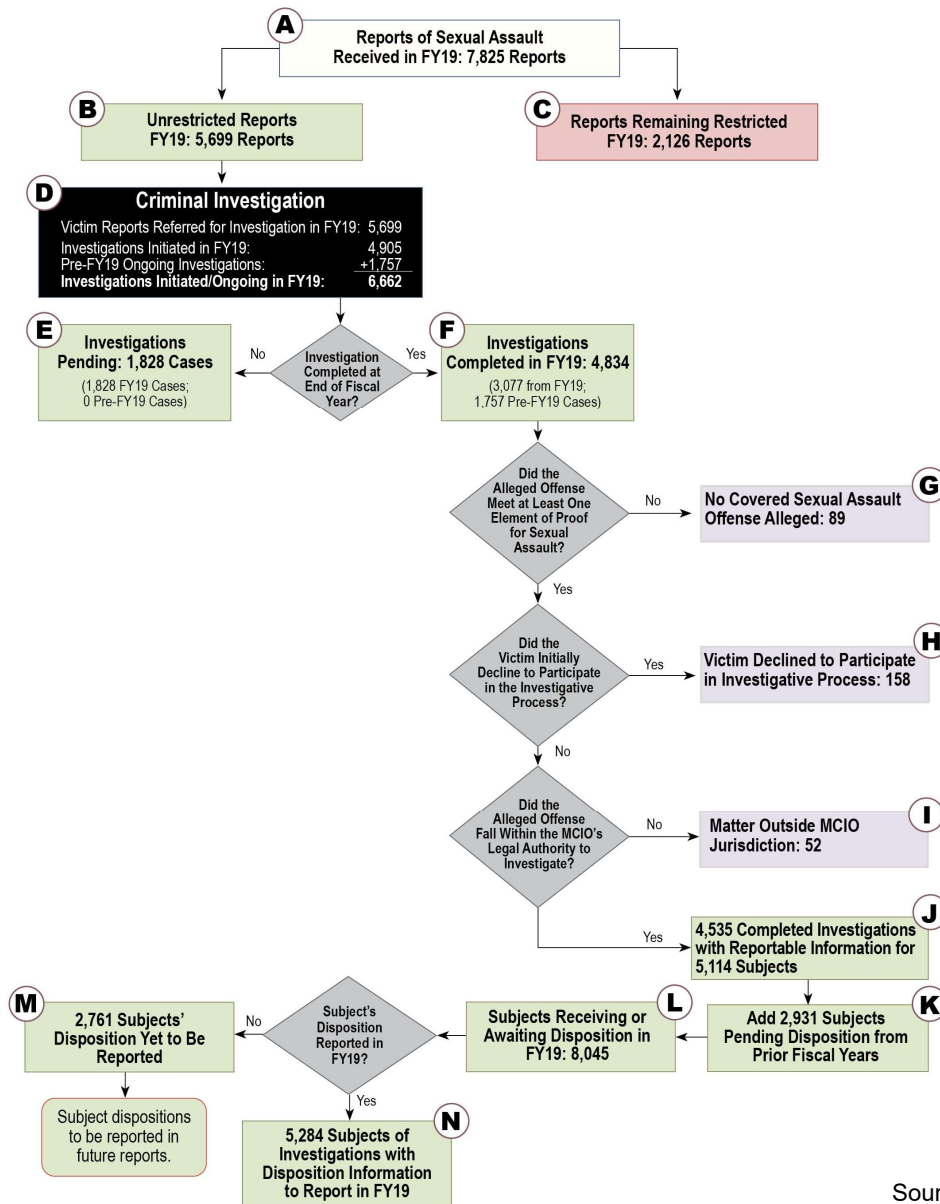 A
Reports of Sexual Assault
Received in FY19: 7,825 Reports
B
Unrestricted Reports
FY19: 5,699 Reports
C
Reports Remaining Restricted
FY19: 2,126 Reports
D
Criminal Investigation
Victim Reports Referred for Investigation in FY19: 5,699
Investigations Initiated in FY19: 4,905
Pre-FY19 Ongoing Investigations: +1,757
Investigations Initiated/Ongoing in FY19: 6,662
E
Investigations
Pending: 1,828 Cases
(1,828 FY19 Cases;
0 Pre-FY19 Cases)
No
Investigation
Completed at
End of Fiscal
Year?
Yes
F
Investigations
Completed in FY19: 4,834
(3,077 from FY19;
1,757 Pre-FY19 Cases)
Did the
Alleged Offense
Meet at Least One
Element of Proof
for Sexual
Assault?
No
G
No Covered Sexual Assault
Offense Alleged: 89
Yes
Did the
Victim Initially
Decline to Participate
in the Investigative
Process?
Yes
H
Victim Declined to Participate
in Investigative Process: 158
No
Did the
Alleged Offense
Fall Within the MCIO's
Legal Authority to
Investigate?
No
I
Matter Outside MCIO
Jurisdiction: 52
Yes
J
4,535 Completed Investigations
with Reportable Information for
5,114 Subjects
K
Add 2,931 Subjects
Pending Disposition from
Prior Fiscal Years
L
Subjects Receiving or
Awaiting Disposition in
FY19: 8,045
Subject's
Disposition
Reported in
FY19?
No
M
2,761 Subjects'
Disposition Yet to Be
Reported
Subject dispositions
to be reported in
future reports.
Yes
N
5,284 Subjects of
Investigations with
Disposition Information
to Report in FY19